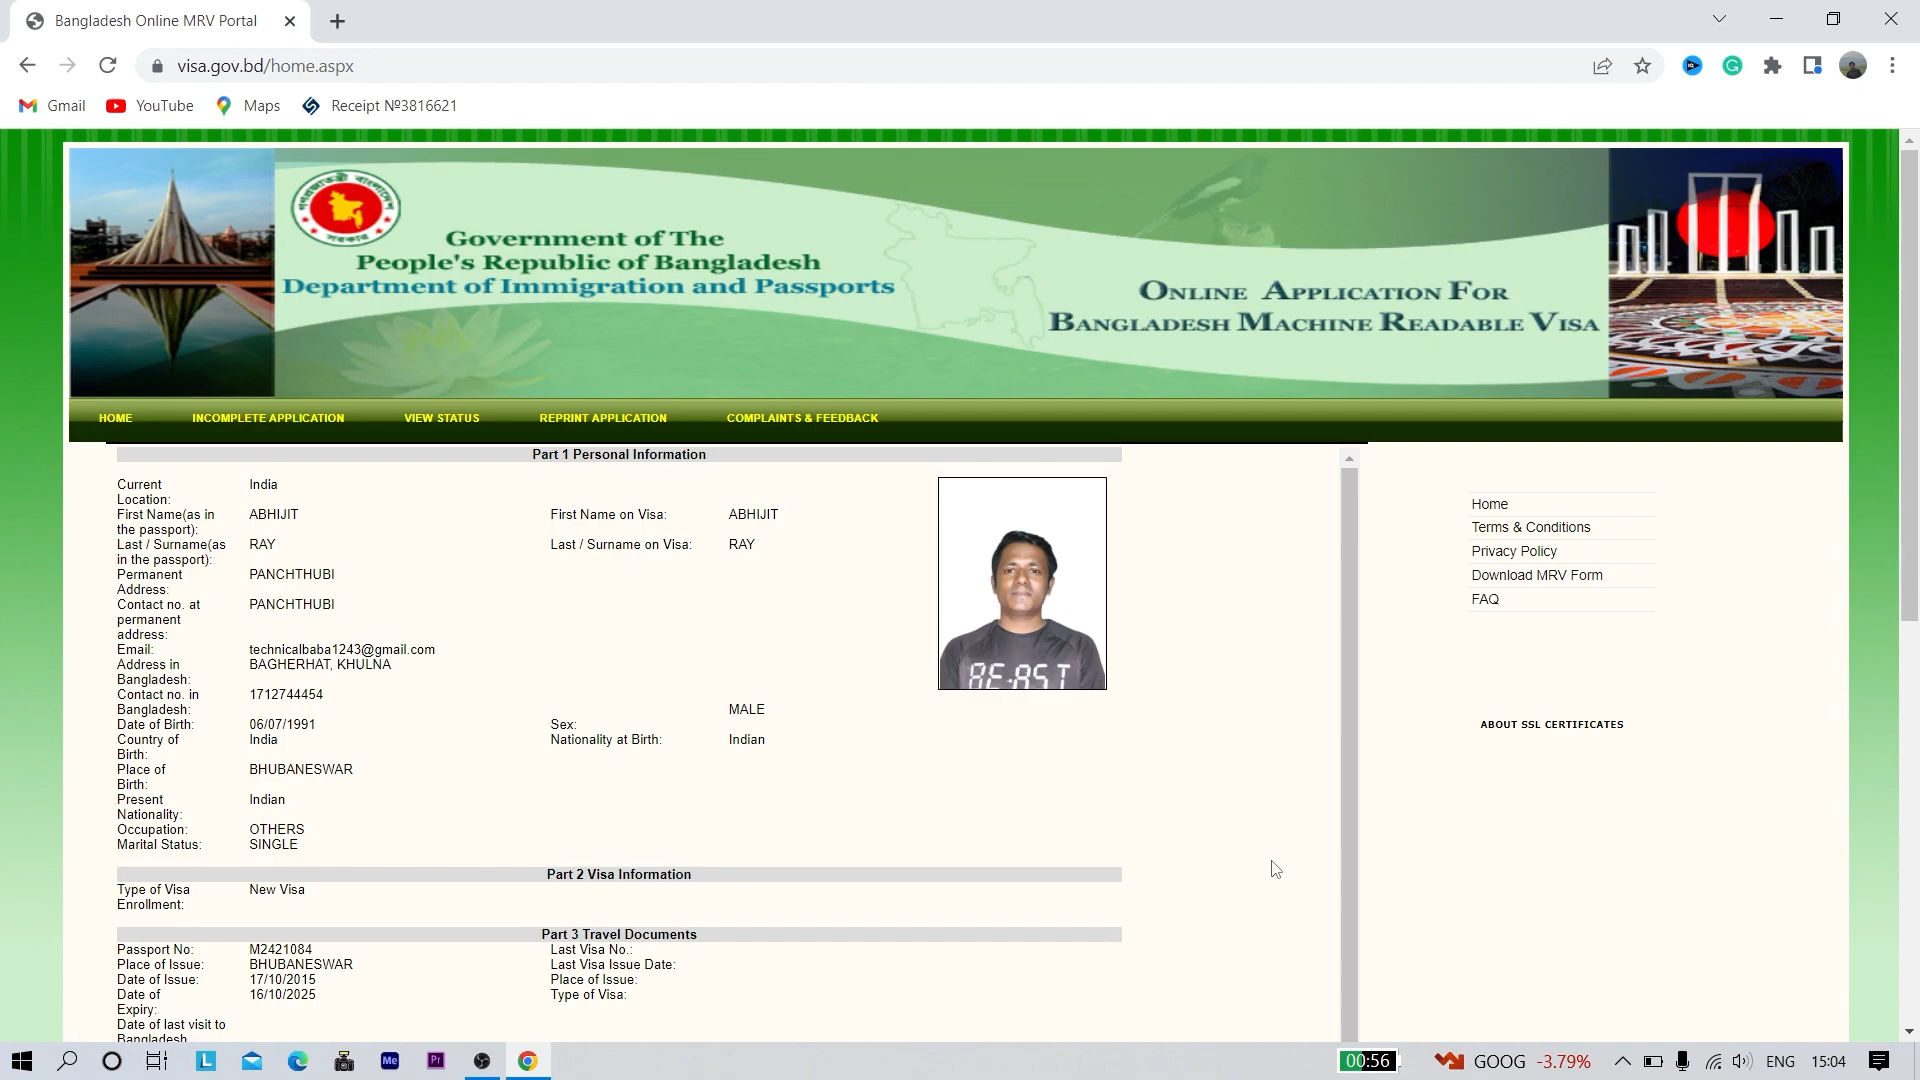 Bangladesh Online MRV Portal
visa.gov.bd/home.aspx
Gmail YouTube Maps Receipt №3816621
Government of The
People's Republic of Bangladesh
Department of Immigration and Passports
Online Application For
Bangladesh Machine Readable Visa
HOME INCOMPLETE APPLICATION VIEW STATUS REPRINT APPLICATION COMPLAINTS & FEEDBACK
Part 1 Personal Information
Current Location: India
First Name(as in the passport): ABHIJIT First Name on Visa: ABHIJIT
Last / Surname(as in the passport): RAY Last / Surname on Visa: RAY
Permanent Address: PANCHTHUBI
Contact no. at permanent address: PANCHTHUBI
Email: technicalbaba1243@gmail.com
Address in Bangladesh: BAGHERHAT, KHULNA
Contact no. in Bangladesh: 1712744454
Date of Birth: 06/07/1991 Sex: MALE
Country of Birth: India Nationality at Birth: Indian
Place of Birth: BHUBANESWAR
Present Nationality: Indian
Occupation: OTHERS
Marital Status: SINGLE
BEAST
Part 2 Visa Information
Type of Visa Enrollment: New Visa
Part 3 Travel Documents
Passport No: M2421084 Last Visa No.:
Place of Issue: BHUBANESWAR Last Visa Issue Date:
Date of Issue: 17/10/2015 Place of Issue:
Date of Expiry: 16/10/2025 Type of Visa:
Date of last visit to
Bangladesh
Home
Terms & Conditions
Privacy Policy
Download MRV Form
FAQ
ABOUT SSL CERTIFICATES
L Me Pr 00:56 GOOG -3.79% ENG 15:04